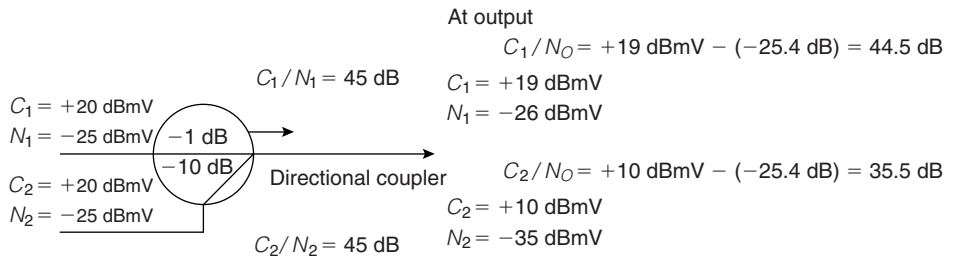 At output
C1/NO = +19 dBmV − (−25.4 dB) = 44.5 dB
C1/N1 = 45 dB
C1 = +19 dBmV
N1 = −26 dBmV
C1 = +20 dBmV
N1 = −25 dBmV
−1 dB
−10 dB
Directional coupler
C2/NO = +10 dBmV − (−25.4 dB) = 35.5 dB
C2 = +20 dBmV
N2 = −25 dBmV
C2 = +10 dBmV
N2 = −35 dBmV
C2/N2 = 45 dB